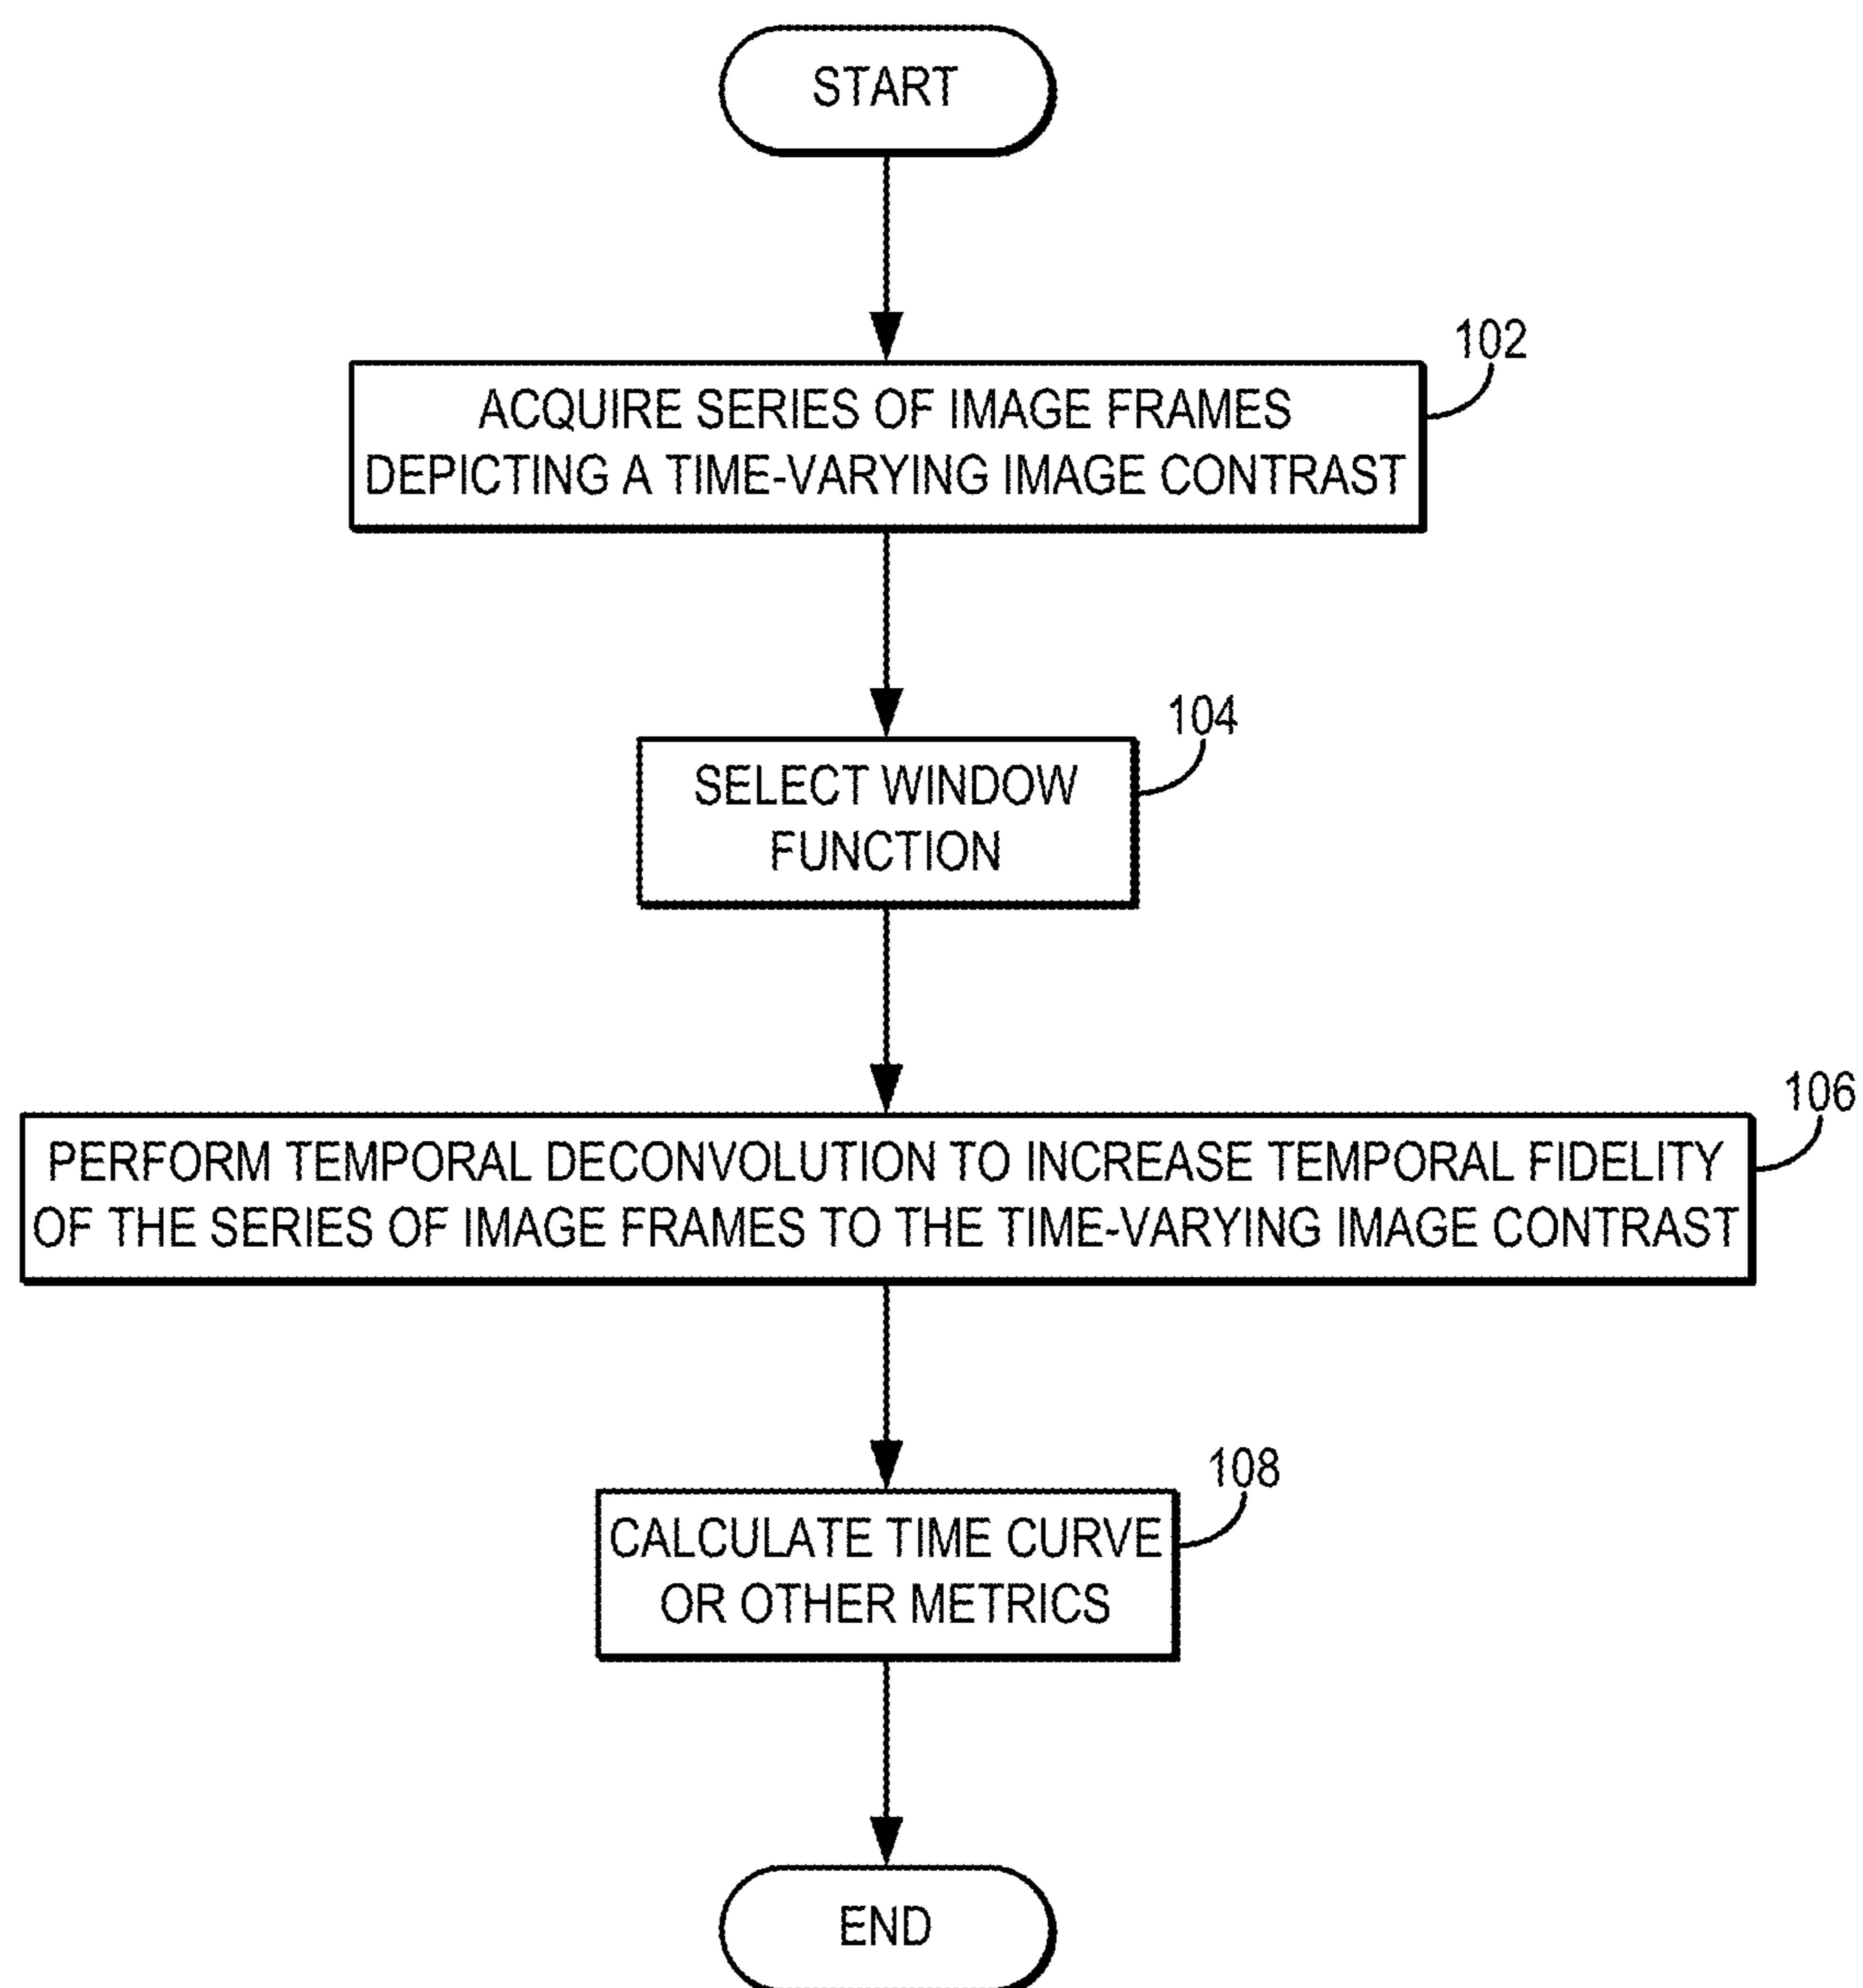 START
102
ACQUIRE SERIES OF IMAGE FRAMES
DEPICTING A TIME-VARYING IMAGE CONTRAST
104
SELECT WINDOW
FUNCTION
106
PERFORM TEMPORAL DECONVOLUTION TO INCREASE TEMPORAL FIDELITY
OF THE SERIES OF IMAGE FRAMES TO THE TIME-VARYING IMAGE CONTRAST
108
CALCULATE TIME CURVE
OR OTHER METRICS
END